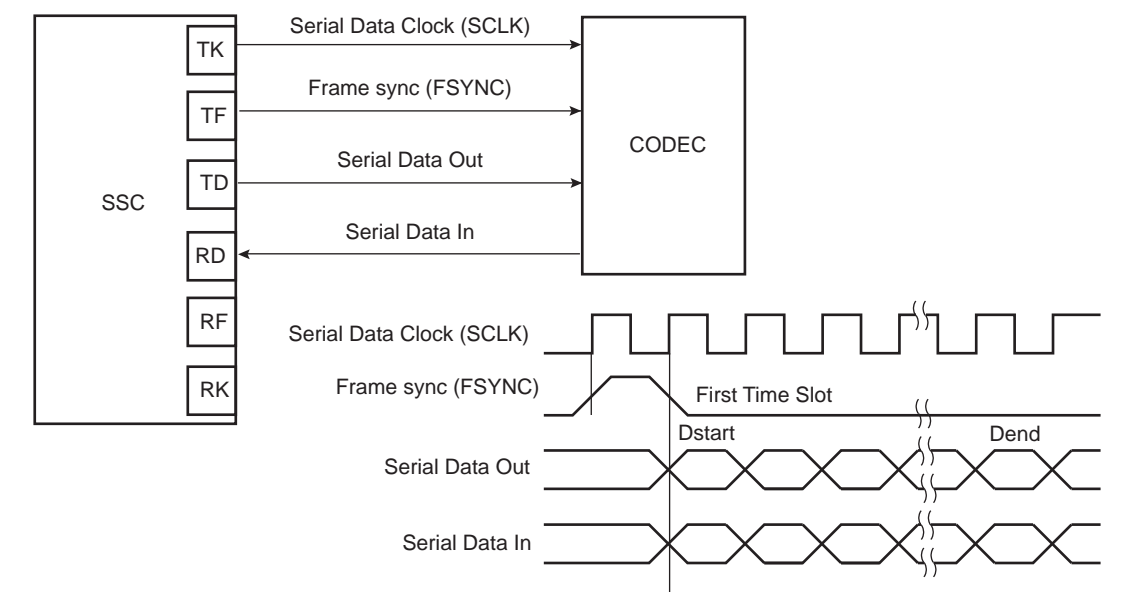 Serial Data Clock (SCLK)
TK
Frame sync (FSYNC)
TF
CODEC
Serial Data Out
TD
SSC
Serial Data In
RD
RF
Serial Data Clock (SCLK)
RK
Frame sync (FSYNC)
First Time Slot
Dstart
Dend
Serial Data Out
Serial Data In